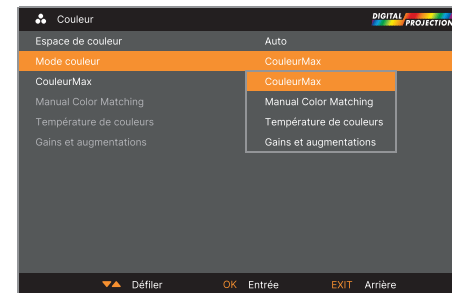 Couleur
DIGITAL PROJECTION
Espace de couleur Auto
Mode couleur CouleurMax
CouleurMax CouleurMax
Manual Color Matching Manual Color Matching
Température de couleurs Température de couleurs
Gains et augmentations Gains et augmentations
▼▲ Défiler OK Entrée EXIT Arrière